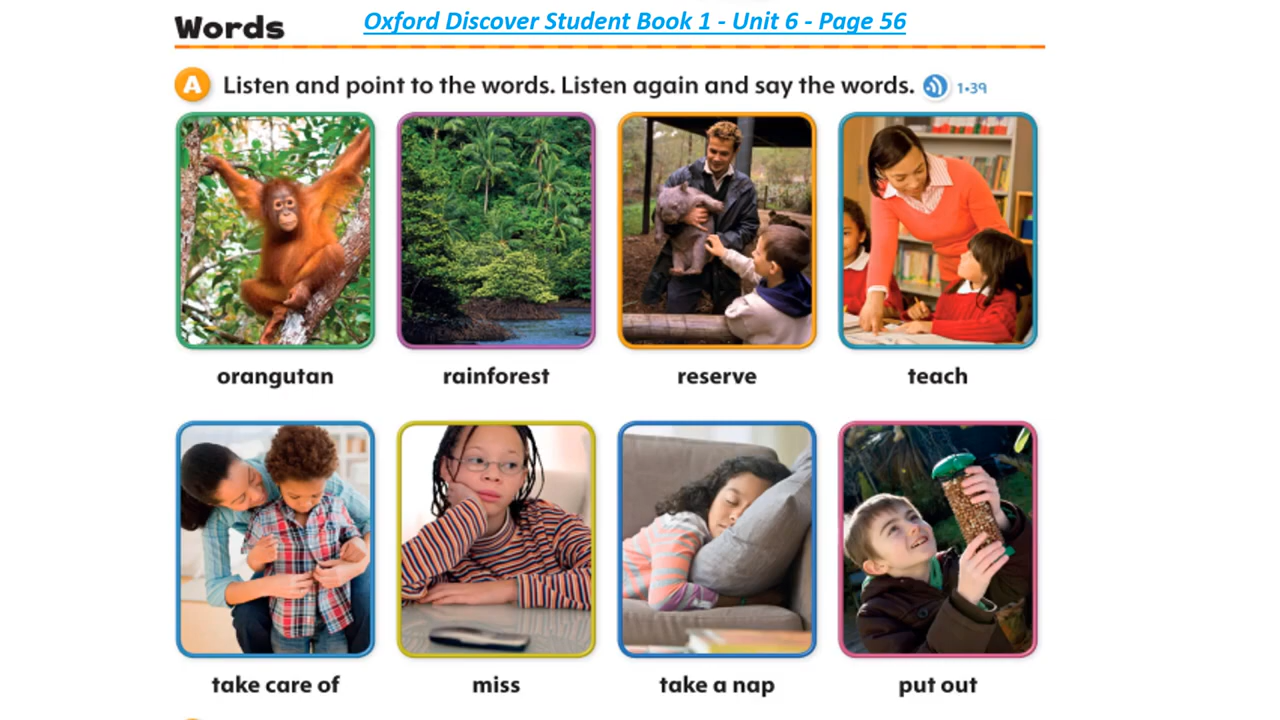 Words
Oxford Discover Student Book 1 - Unit 6 - Page 56
A Listen and point to the words. Listen again and say the words. 1•39
orangutan rainforest reserve teach
take care of miss take a nap put out